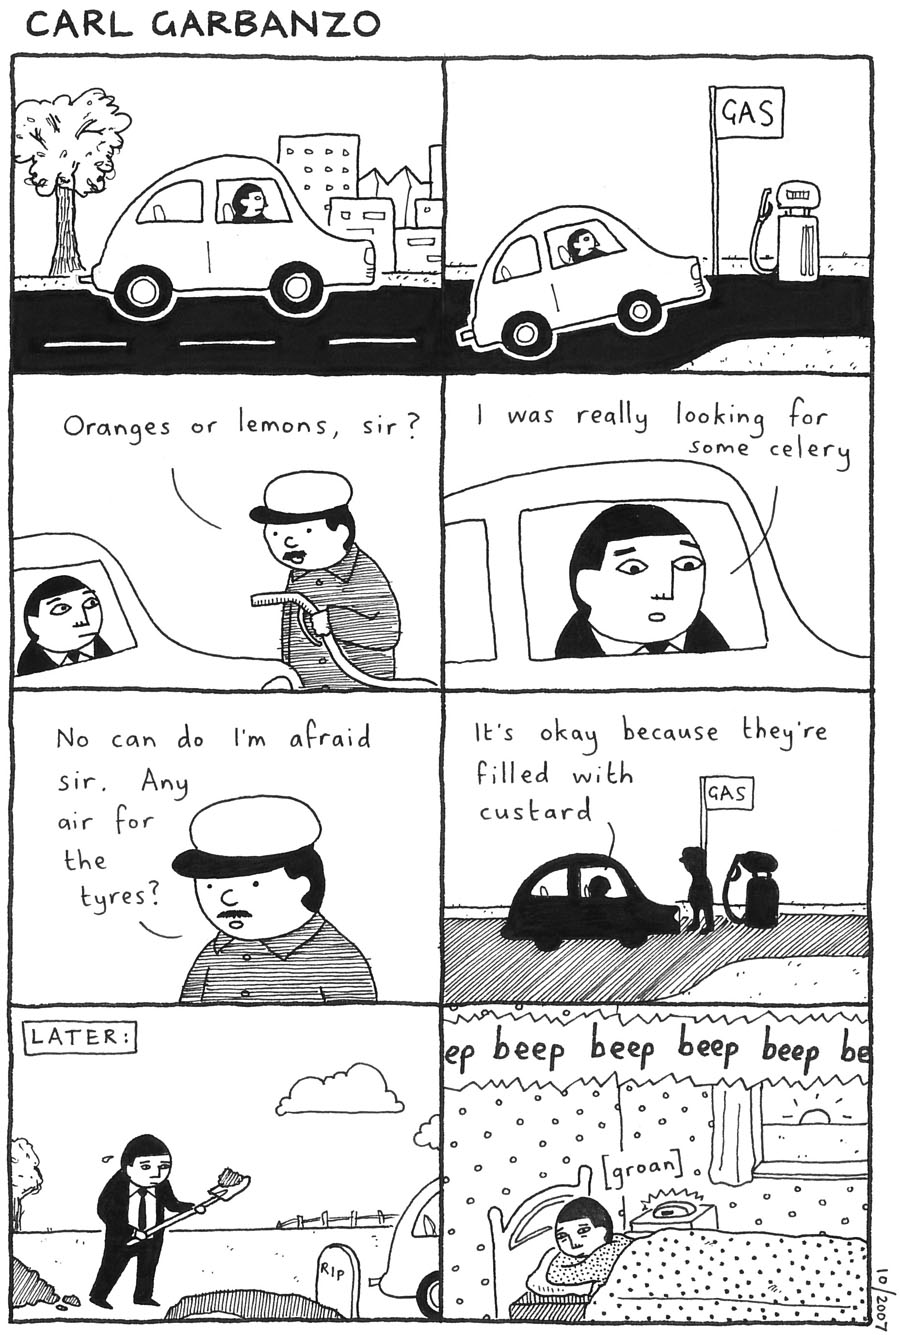 CARL GARBANZO
GAS
Oranges or lemons, sir?
I was really looking for
some celery
No can do I'm afraid
sir. Any
air for
the
tyres?
It's okay because they're
filled with
custard
GAS
LATER:
RIP
ep beep beep beep beep be
[groan]
10/2007